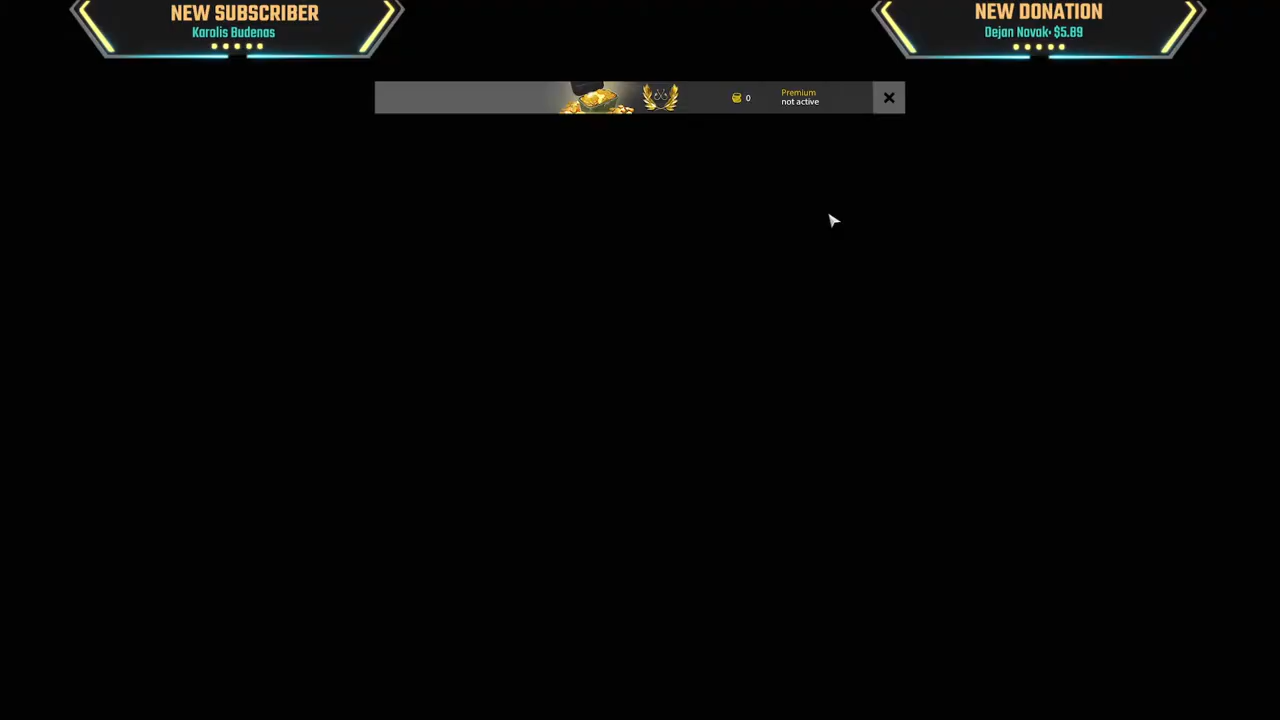 NEW SUBSCRIBER
Karolis Budenas
NEW DONATION
Dejan Novak• $5.89
0
Premium
not active